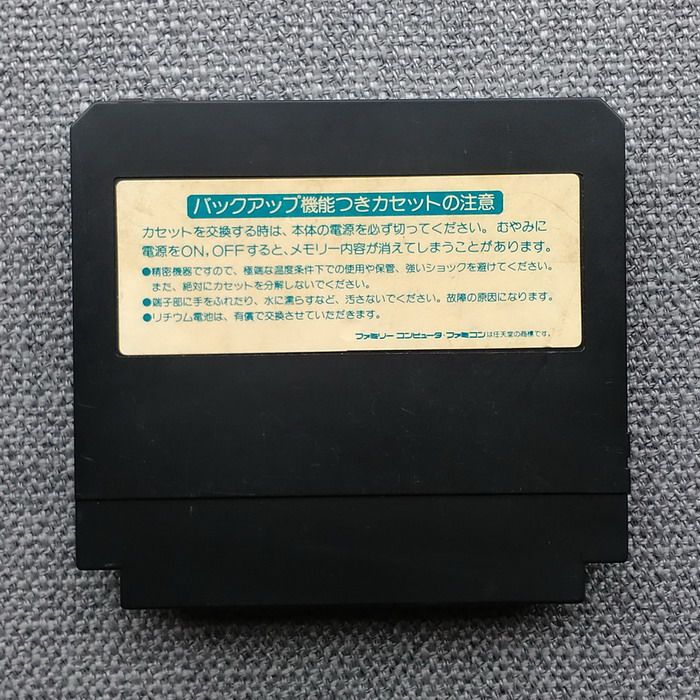 バックアップ機能つきカセットの注意
カセットを交換する時は、本体の電源を必ず切ってください。むやみに
電源をON,OFFすると、メモリー内容が消えてしまうことがあります。
●精密機器ですので、極端な温度条件下での使用や保管、強いショックを避けてください。
また、絶対にカセットを分解しないでください。
●端子部に手をふれたり、水に濡らすなど、汚さないでください。故障の原因になります。
●リチウム電池は、有償で交換させていただきます。
ファミリーコンピュータ・ファミコンは任天堂の商標です。